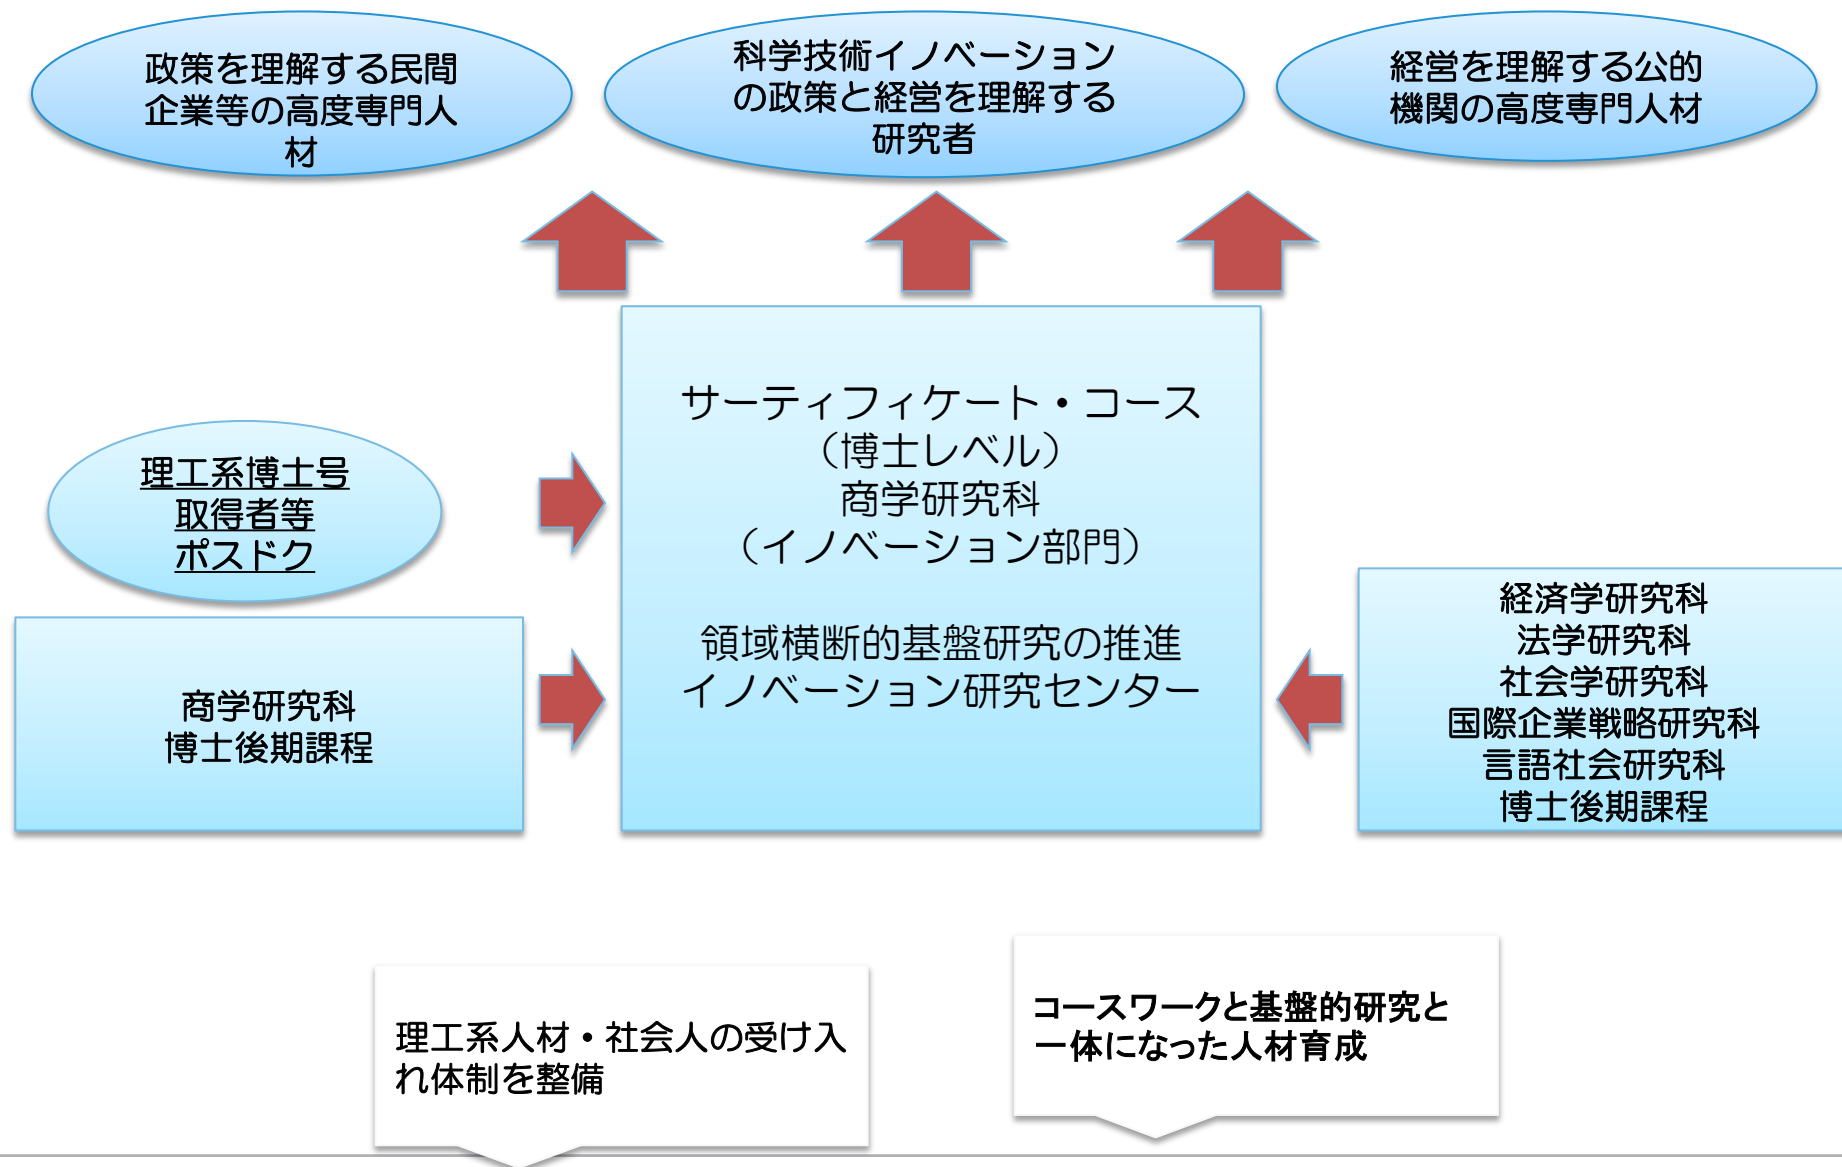 政策を理解する民間
企業等の高度専門人
材
科学技術イノベーション
の政策と経営を理解する
研究者
経営を理解する公的
機関の高度専門人材
サーティフィケート・コース
（博士レベル）
商学研究科
（イノベーション部門）
領域横断的基盤研究の推進
イノベーション研究センター
理工系博士号
取得者等
ポスドク
商学研究科
博士後期課程
経済学研究科
法学研究科
社会学研究科
国際企業戦略研究科
言語社会研究科
博士後期課程
理工系人材・社会人の受け入
れ体制を整備
コースワークと基盤的研究と
一体になった人材育成